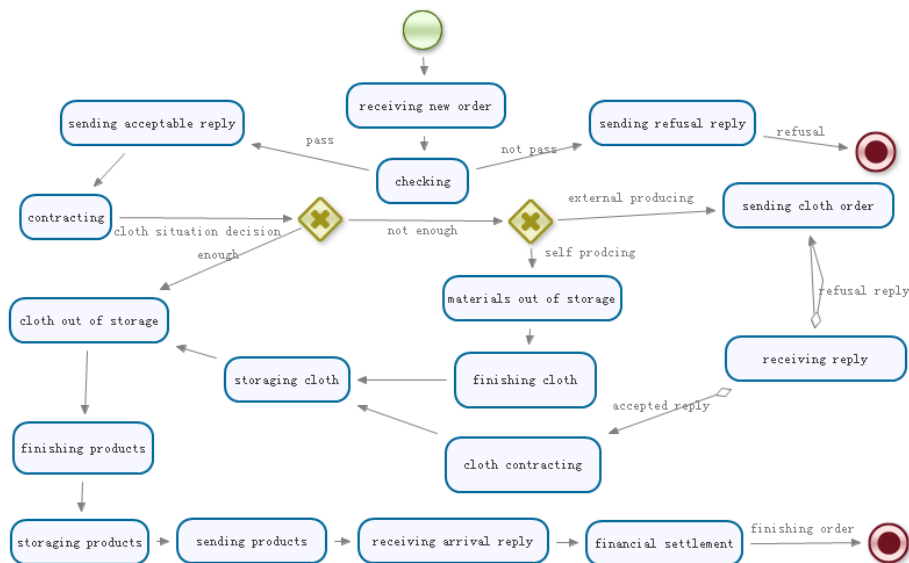 receiving new order
sending acceptable reply
sending refusal reply
refusal
pass
not pass
checking
external producing
sending cloth order
contracting
cloth situation decision
not enough
enough
self prodcing
refusal reply
materials out of storage
cloth out of storage
receiving reply
storaging cloth
finishing cloth
accepted reply
finishing products
cloth contracting
finishing order
storaging products
sending products
receiving arrival reply
financial settlement